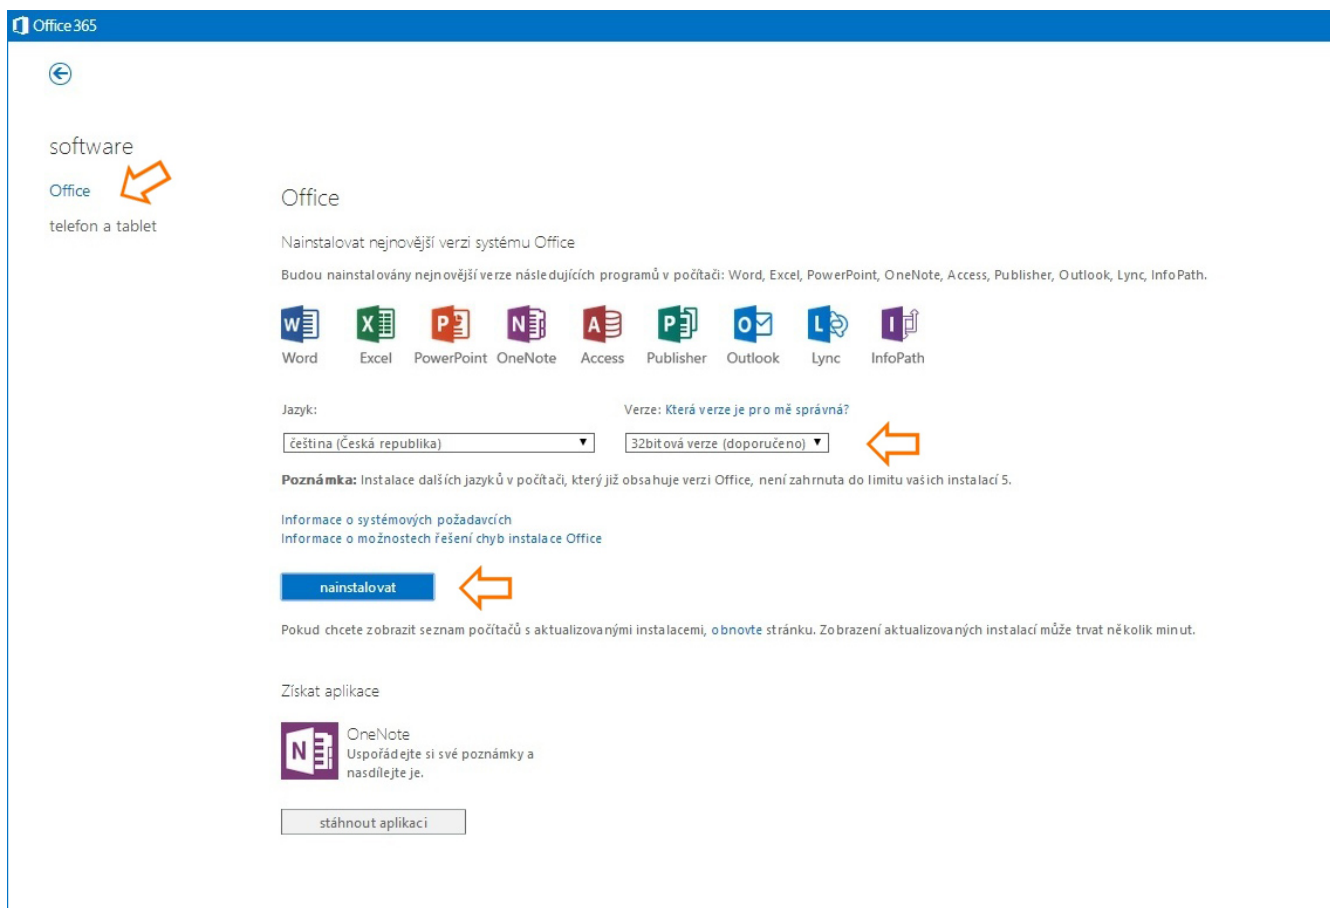 Office 365
software
Office
telefon a tablet
Office
Nainstalovat nejnovější verzi systému Office
Budou nainstalovány nejnovější verze následujících programů v počítači: Word, Excel, PowerPoint, OneNote, Access, Publisher, Outlook, Lync, InfoPath.
Word Excel PowerPoint OneNote Access Publisher Outlook Lync InfoPath
Jazyk: Verze: Která verze je pro mě správná?
čeština (Česká republika) 32bitová verze (doporučeno)
Poznámka: Instalace dalších jazyků v počítači, který již obsahuje verzi Office, není zahrnuta do limitu vašich instalací 5.
Informace o systémových požadavcích
Informace o možnostech řešení chyb instalace Office
nainstalovat
Pokud chcete zobrazit seznam počítačů s aktualizovanými instalacemi, obnovte stránku. Zobrazení aktualizovaných instalací může trvat několik minut.
Získat aplikace
OneNote
Uspořádejte si své poznámky a
nasdílejte je.
stáhnout aplikaci